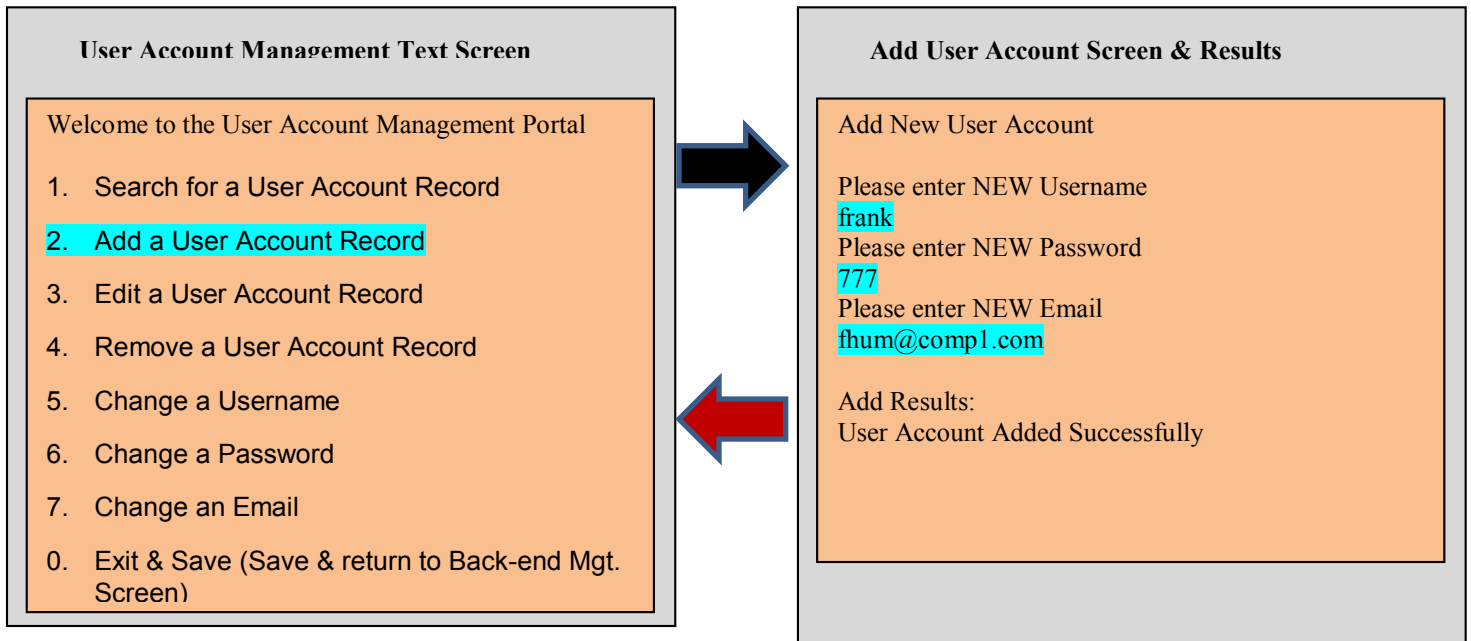 User Account Management Text Screen
Welcome to the User Account Management Portal
1. Search for a User Account Record
2. Add a User Account Record
3. Edit a User Account Record
4. Remove a User Account Record
5. Change a Username
6. Change a Password
7. Change an Email
0. Exit & Save (Save & return to Back-end Mgt.
Screen)
Add User Account Screen & Results
Add New User Account
Please enter NEW Username
frank
Please enter NEW Password
777
Please enter NEW Email
fhum@comp1.com
Add Results:
User Account Added Successfully